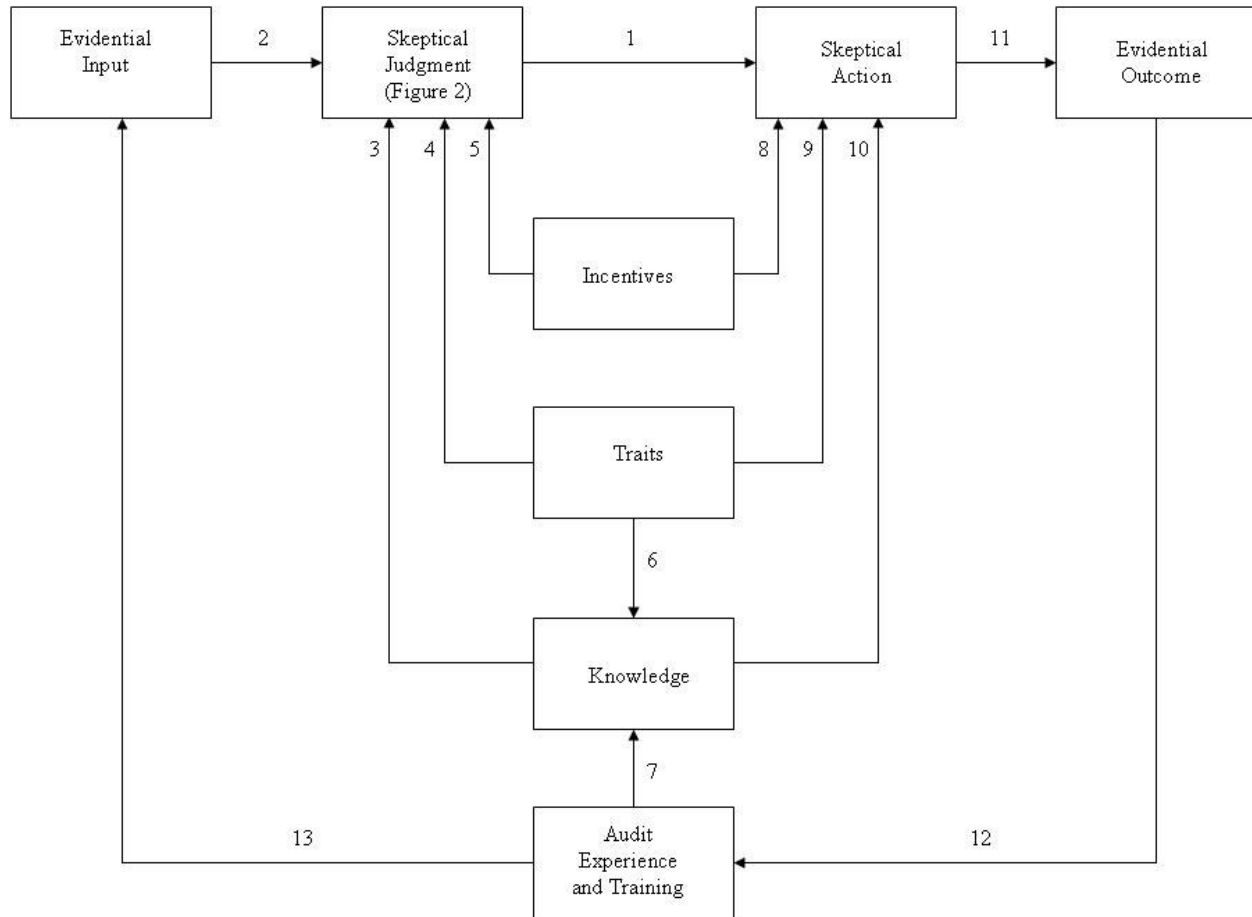 Evidential
Input
2
Skeptical
Judgment
(Figure 2)
1
Skeptical
Action
11
Evidential
Outcome
3
4
5
8
9
10
Incentives
Traits
6
Knowledge
7
13
Audit
Experience
and Training
12